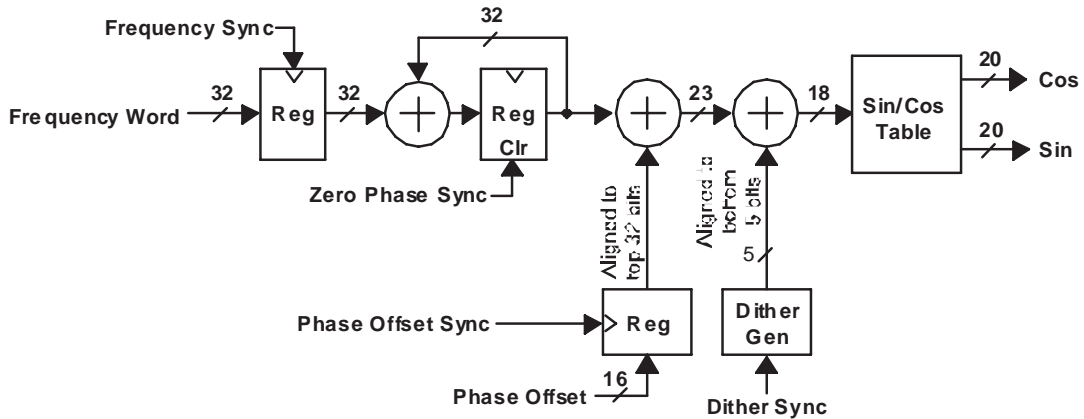 32
Frequency Sync
20
Cos
32
32
23
18
Frequency Word
Reg
Reg
Clr
Sin/Cos
Table
20
Sin
Zero Phase Sync
Aligned to
top 32 bits
Aligned to
bottom
5 bits
5
Phase Offset Sync
Reg
Dither
Gen
16
Phase Offset
Dither Sync